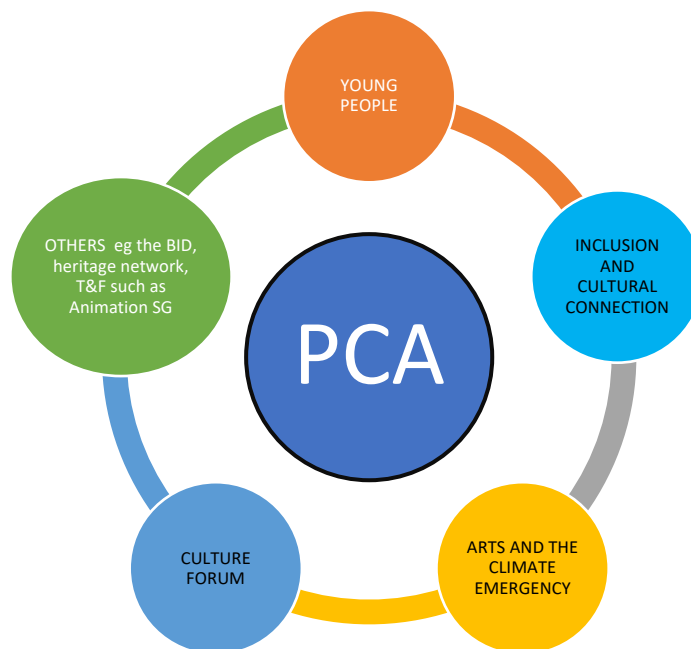 YOUNG
PEOPLE
OTHERS  eg the BID,
heritage network,
T&F such as
Animation SG
INCLUSION
AND
CULTURAL
CONNECTION
PCA
CULTURE
FORUM
ARTS AND THE
CLIMATE
EMERGENCY